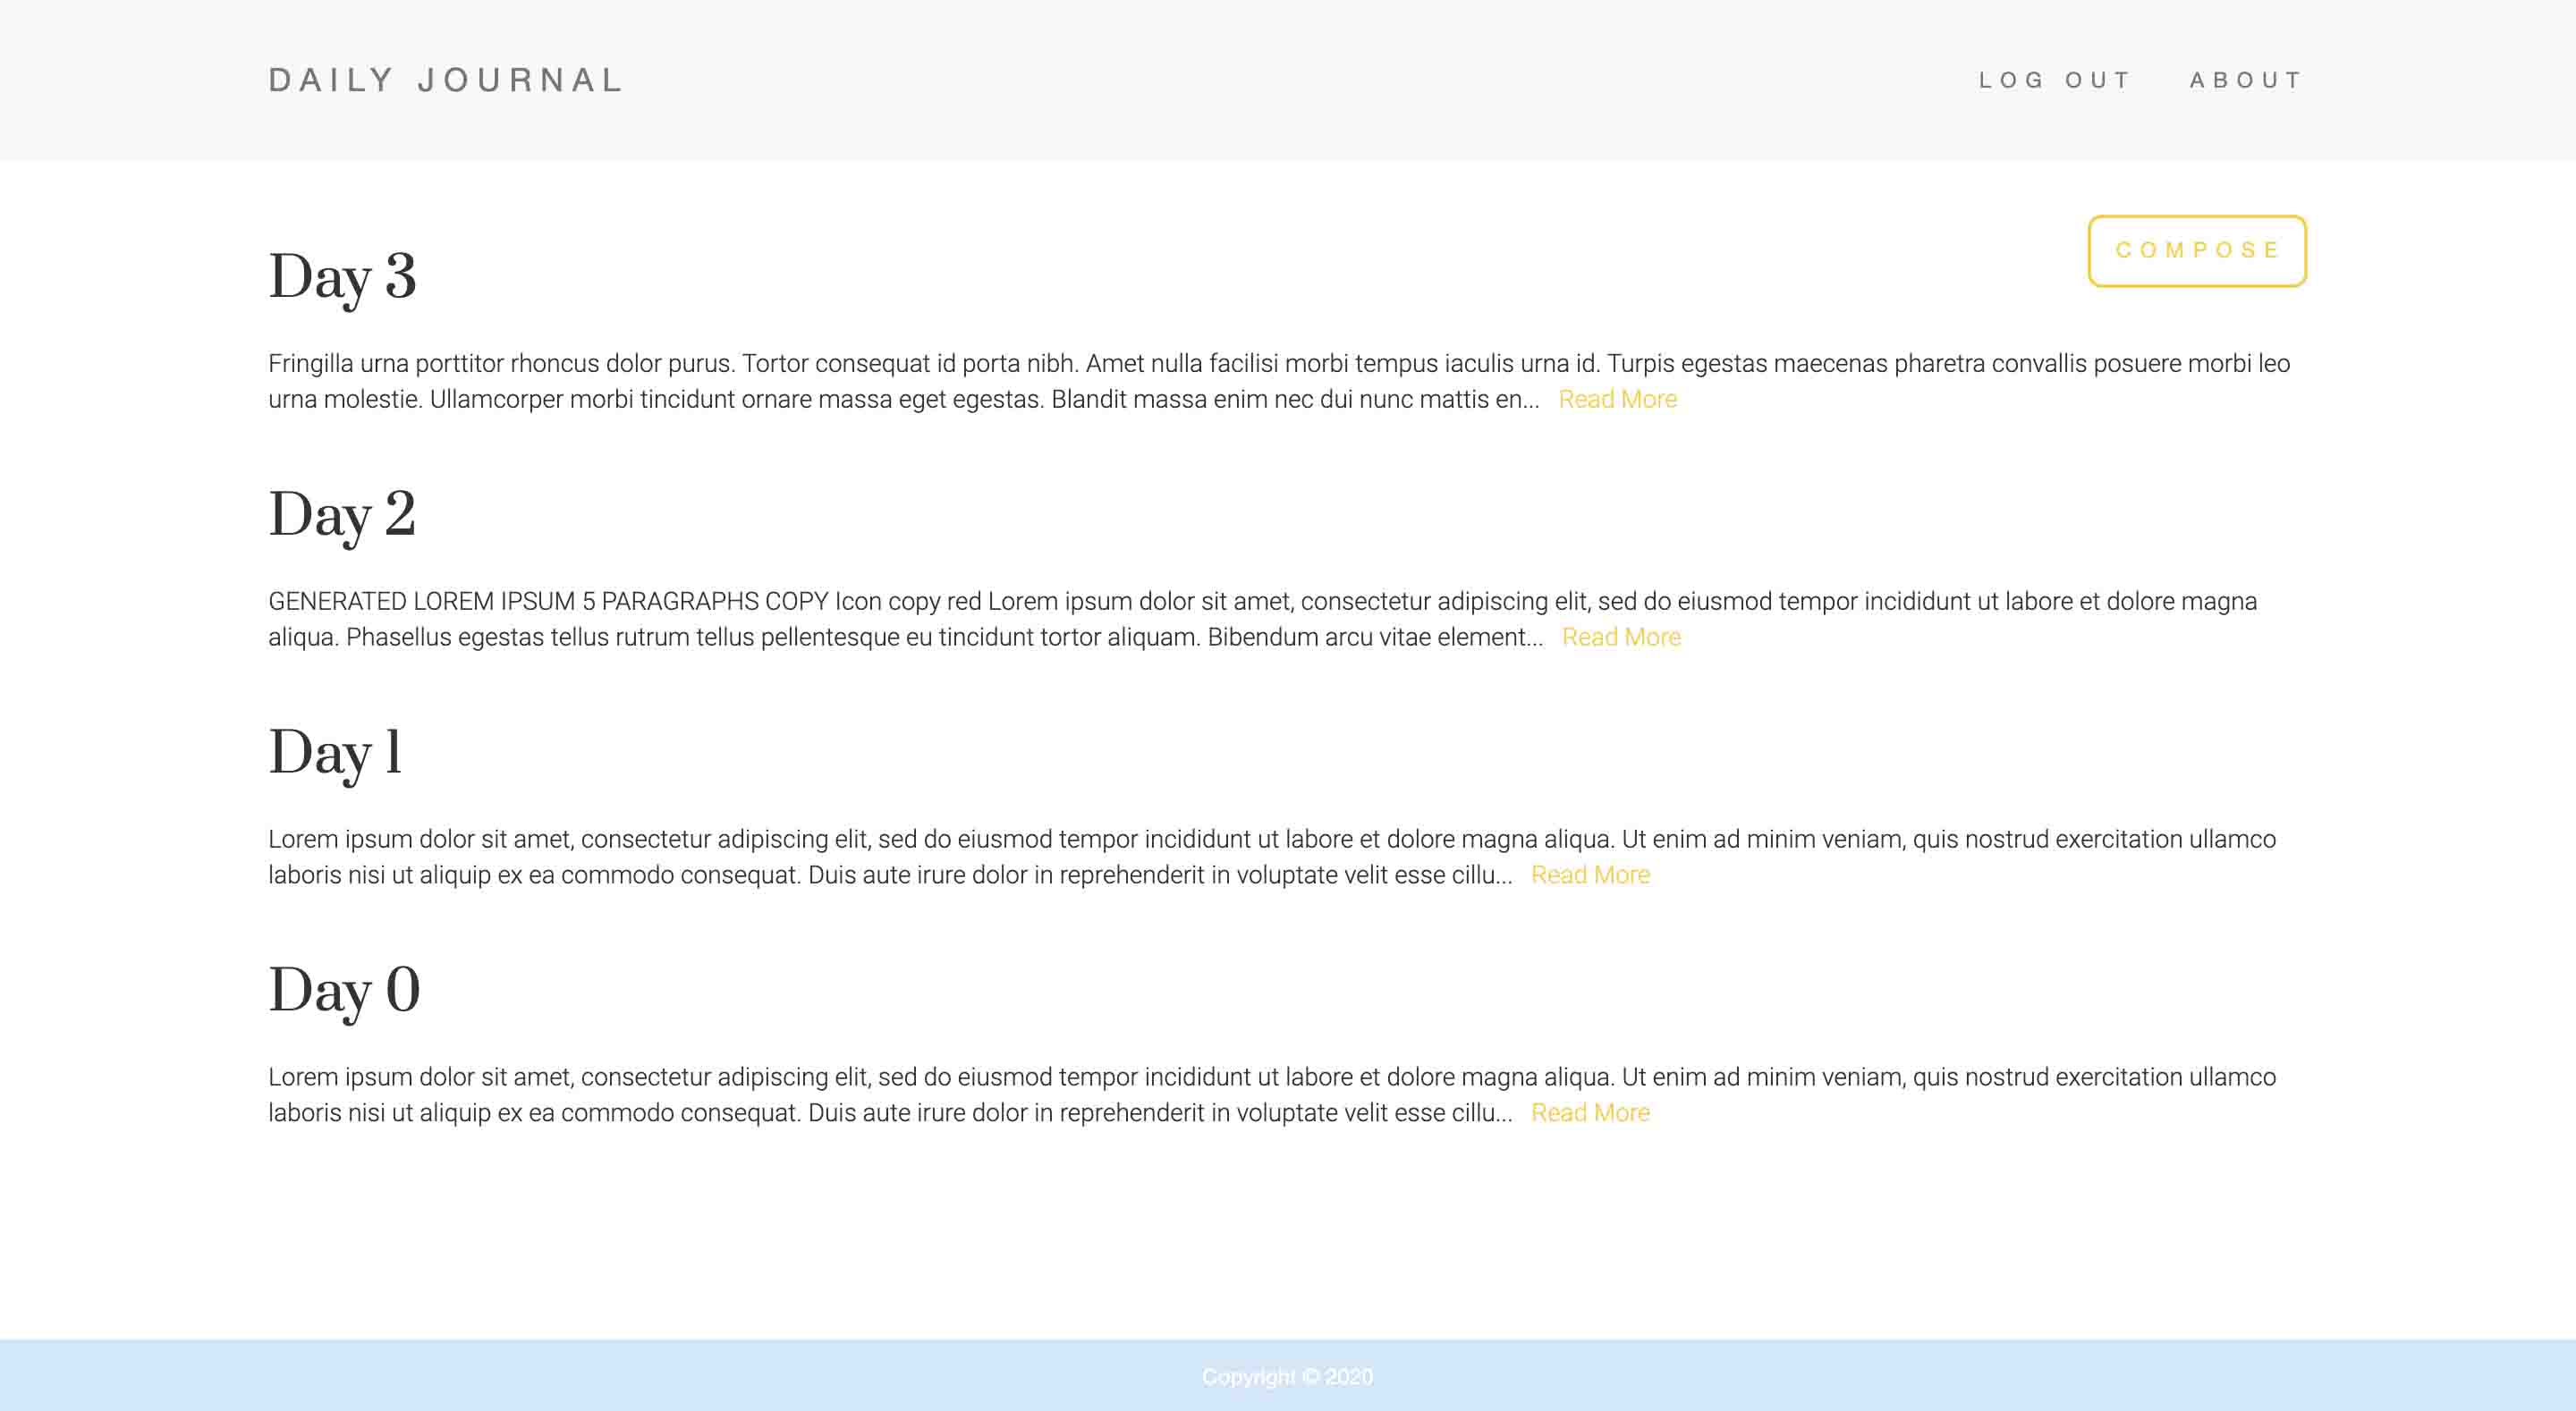 DAILY JOURNAL
LOG OUT
ABOUT
COMPOSE
Day 3
Fringilla urna porttitor rhoncus dolor purus. Tortor consequat id porta nibh. Amet nulla facilisi morbi tempus iaculis urna id. Turpis egestas maecenas pharetra convallis posuere morbi leo
urna molestie. Ullamcorper morbi tincidunt ornare massa eget egestas. Blandit massa enim nec dui nunc mattis en... Read More
Day 2
GENERATED LOREM IPSUM 5 PARAGRAPHS COPY Icon copy red Lorem ipsum dolor sit amet, consectetur adipiscing elit, sed do eiusmod tempor incididunt ut labore et dolore magna
aliqua. Phasellus egestas tellus rutrum tellus pellentesque eu tincidunt tortor aliquam. Bibendum arcu vitae element... Read More
Day 1
Lorem ipsum dolor sit amet, consectetur adipiscing elit, sed do eiusmod tempor incididunt ut labore et dolore magna aliqua. Ut enim ad minim veniam, quis nostrud exercitation ullamco
laboris nisi ut aliquip ex ea commodo consequat. Duis aute irure dolor in reprehenderit in voluptate velit esse cillu... Read More
Day 0
Lorem ipsum dolor sit amet, consectetur adipiscing elit, sed do eiusmod tempor incididunt ut labore et dolore magna aliqua. Ut enim ad minim veniam, quis nostrud exercitation ullamco
laboris nisi ut aliquip ex ea commodo consequat. Duis aute irure dolor in reprehenderit in voluptate velit esse cillu... Read More
Copyright © 2020